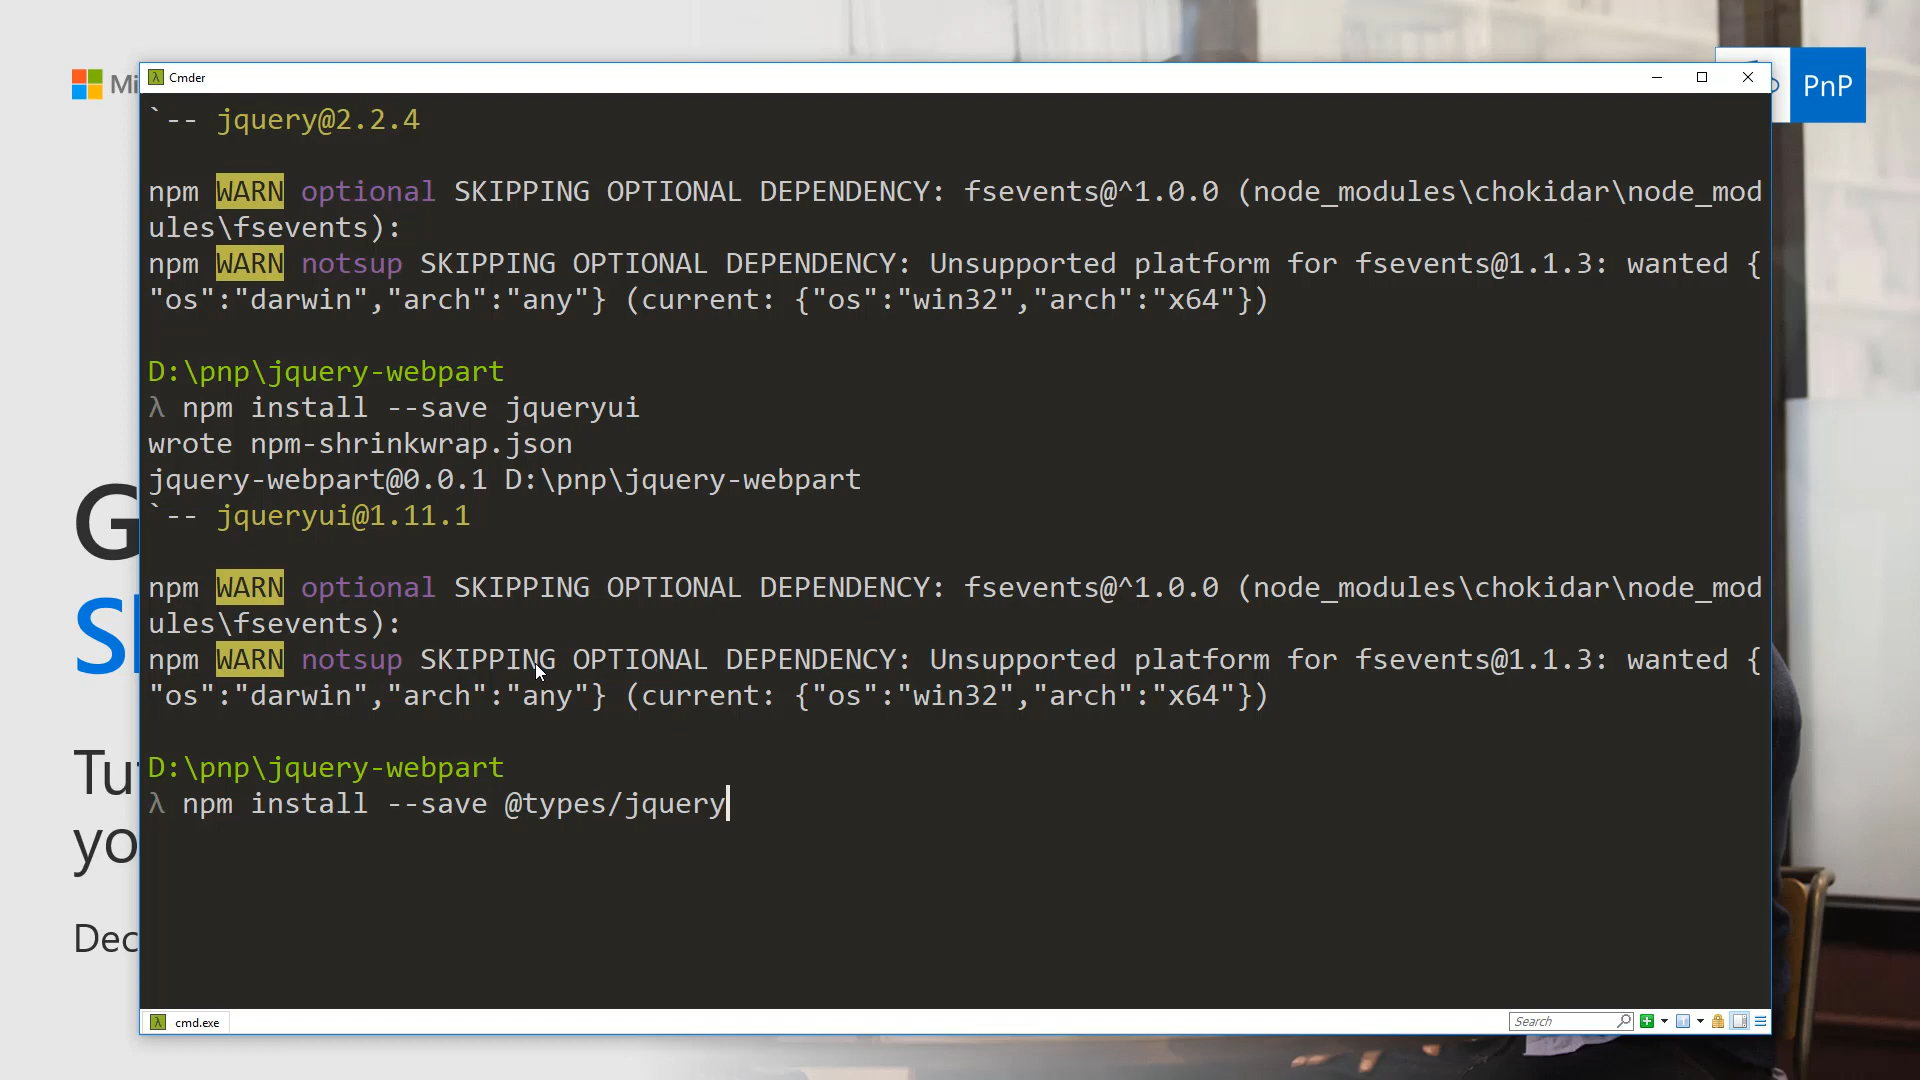 Mi
Cmder
PnP
`-- jquery@2.2.4
npm WARN optional SKIPPING OPTIONAL DEPENDENCY: fsevents@^1.0.0 (node_modules\chokidar\node_mod
ules\fsevents):
npm WARN notsup SKIPPING OPTIONAL DEPENDENCY: Unsupported platform for fsevents@1.1.3: wanted {
"os":"darwin","arch":"any"} (current: {"os":"win32","arch":"x64"})
D:\pnp\jquery-webpart
λ npm install --save jqueryui
wrote npm-shrinkwrap.json
jquery-webpart@0.0.1 D:\pnp\jquery-webpart
`-- jqueryui@1.11.1
npm WARN optional SKIPPING OPTIONAL DEPENDENCY: fsevents@^1.0.0 (node_modules\chokidar\node_mod
ules\fsevents):
npm WARN notsup SKIPPING OPTIONAL DEPENDENCY: Unsupported platform for fsevents@1.1.3: wanted {
"os":"darwin","arch":"any"} (current: {"os":"win32","arch":"x64"})
D:\pnp\jquery-webpart
λ npm install --save @types/jquery
G
Tu
yo
Dec
cmd.exe
Search